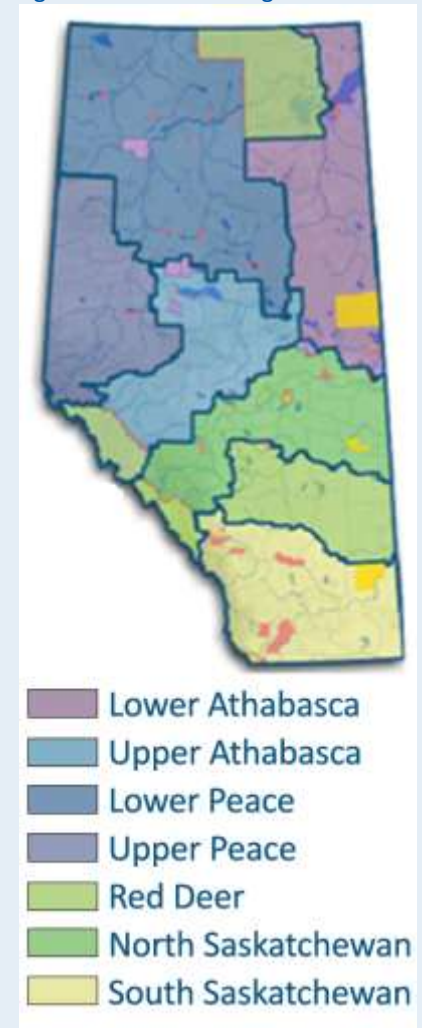 Lower Athabasca
Upper Athabasca
Lower Peace
Upper Peace
Red Deer
North Saskatchewan
South Saskatchewan